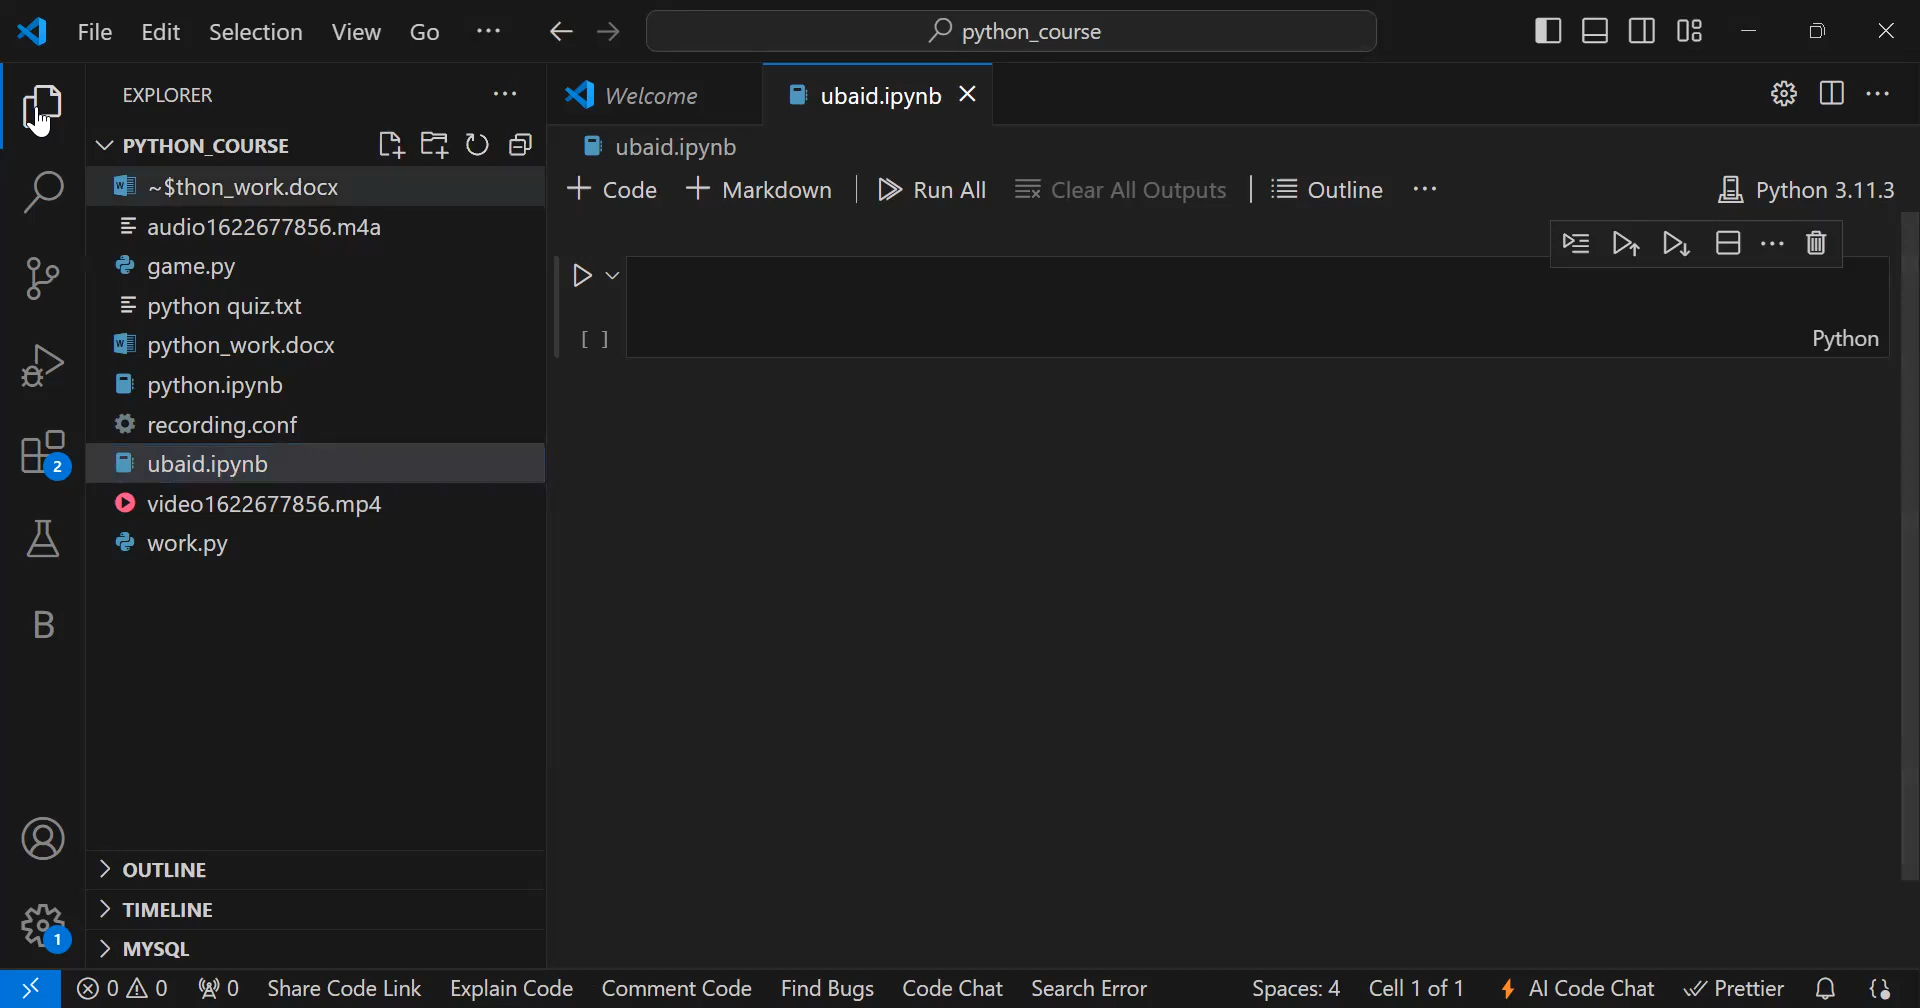 File Edit Selection View Go ··· python_course
EXPLORER ···
PYTHON_COURSE
~$thon_work.docx
audio1622677856.m4a
game.py
python quiz.txt
python_work.docx
python.ipynb
recording.conf
ubaid.ipynb
video1622677856.mp4
work.py
OUTLINE
TIMELINE
MYSQL
2
B
1
Welcome ubaid.ipynb
ubaid.ipynb
Code Markdown Run All Clear All Outputs Outline ··· Python 3.11.3
[ ]
Python
0 0 0 Share Code Link Explain Code Comment Code Find Bugs Code Chat Search Error Spaces: 4 Cell 1 of 1 AI Code Chat Prettier